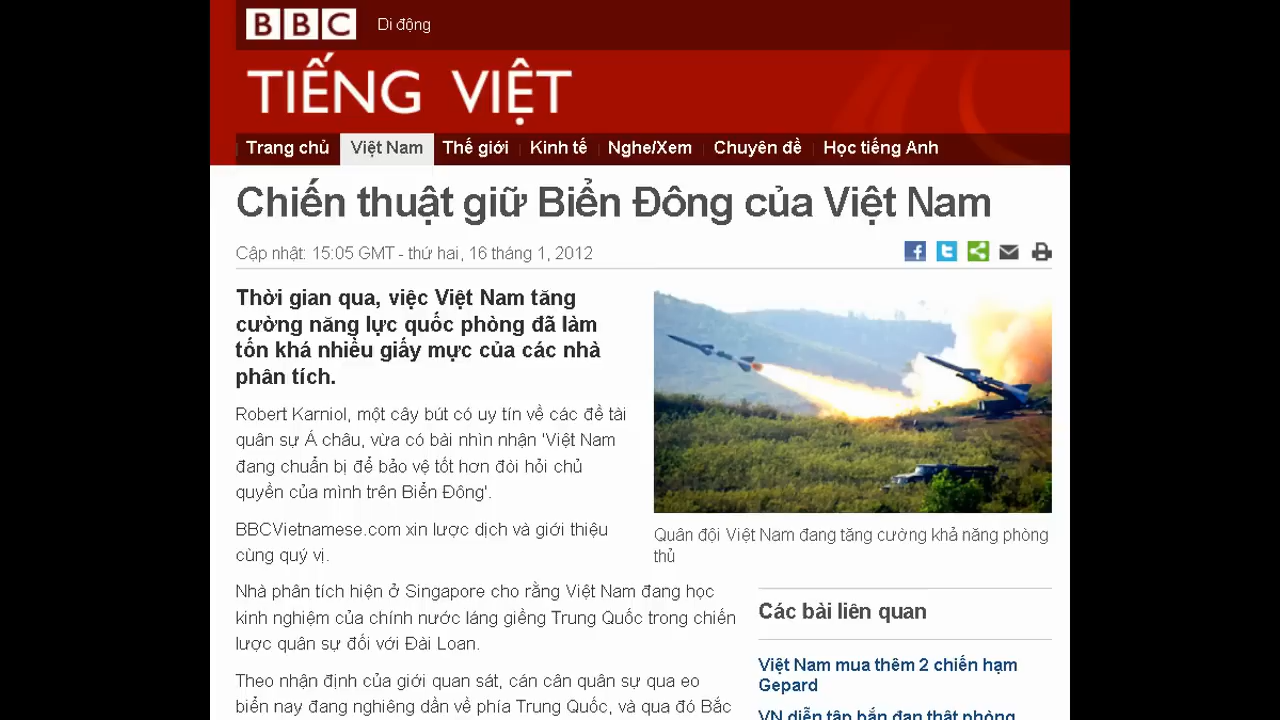 BBC Di động
TIẾNG VIỆT
Trang chủ Việt Nam Thế giới Kinh tế Nghe/Xem Chuyên đề Học tiếng Anh
Chiến thuật giữ Biển Đông của Việt Nam
Cập nhật: 15:05 GMT - thứ hai, 16 tháng 1, 2012
Thời gian qua, việc Việt Nam tăng
cường năng lực quốc phòng đã làm
tốn khá nhiều giấy mực của các nhà
phân tích.
Robert Karniol, một cây bút có uy tín về các đề tài
quân sự Á châu, vừa có bài nhìn nhận 'Việt Nam
đang chuẩn bị để bảo vệ tốt hơn đòi hỏi chủ
quyền của mình trên Biển Đông'.
BBCVietnamese.com xin lược dịch và giới thiệu
cùng quý vị.
Nhà phân tích hiện ở Singapore cho rằng Việt Nam đang học
kinh nghiệm của chính nước láng giềng Trung Quốc trong chiến
lược quân sự đối với Đài Loan.
Theo nhận định của giới quan sát, cán cân quân sự qua eo
biển nay đang nghiêng dần về phía Trung Quốc, và qua đó Bắc
Quân đội Việt Nam đang tăng cường khả năng phòng
thủ
Các bài liên quan
Việt Nam mua thêm 2 chiến hạm
Gepard
VN diễn tập bắn đạn thật phòng